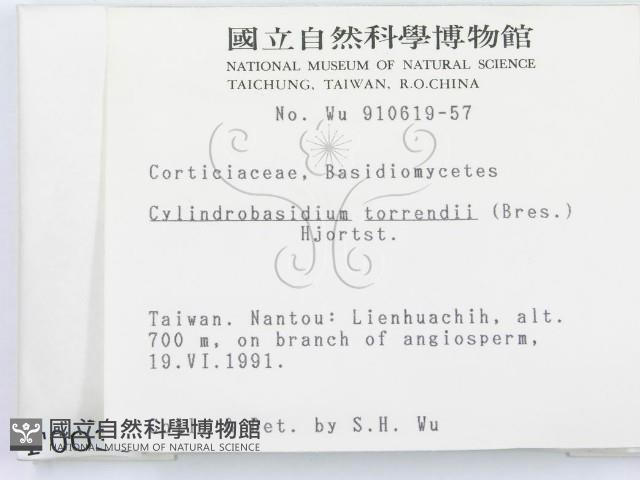 國立自然科學博物館
NATIONAL MUSEUM OF NATURAL SCIENCE
TAICHUNG, TAIWAN, R.O.CHINA
No. Wu 910619-57
Corticiaceae, Basidiomycetes
Cylindrobasidium torrendii (Bres.)
Hjortst.
Taiwan. Nantou: Lienhuachih, alt.
700 m, on branch of angiosperm,
19.VI.1991.
Det. by S.H. Wu
國立自然科學博物館
NATIONAL MUSEUM OF NATURAL SCIENCE